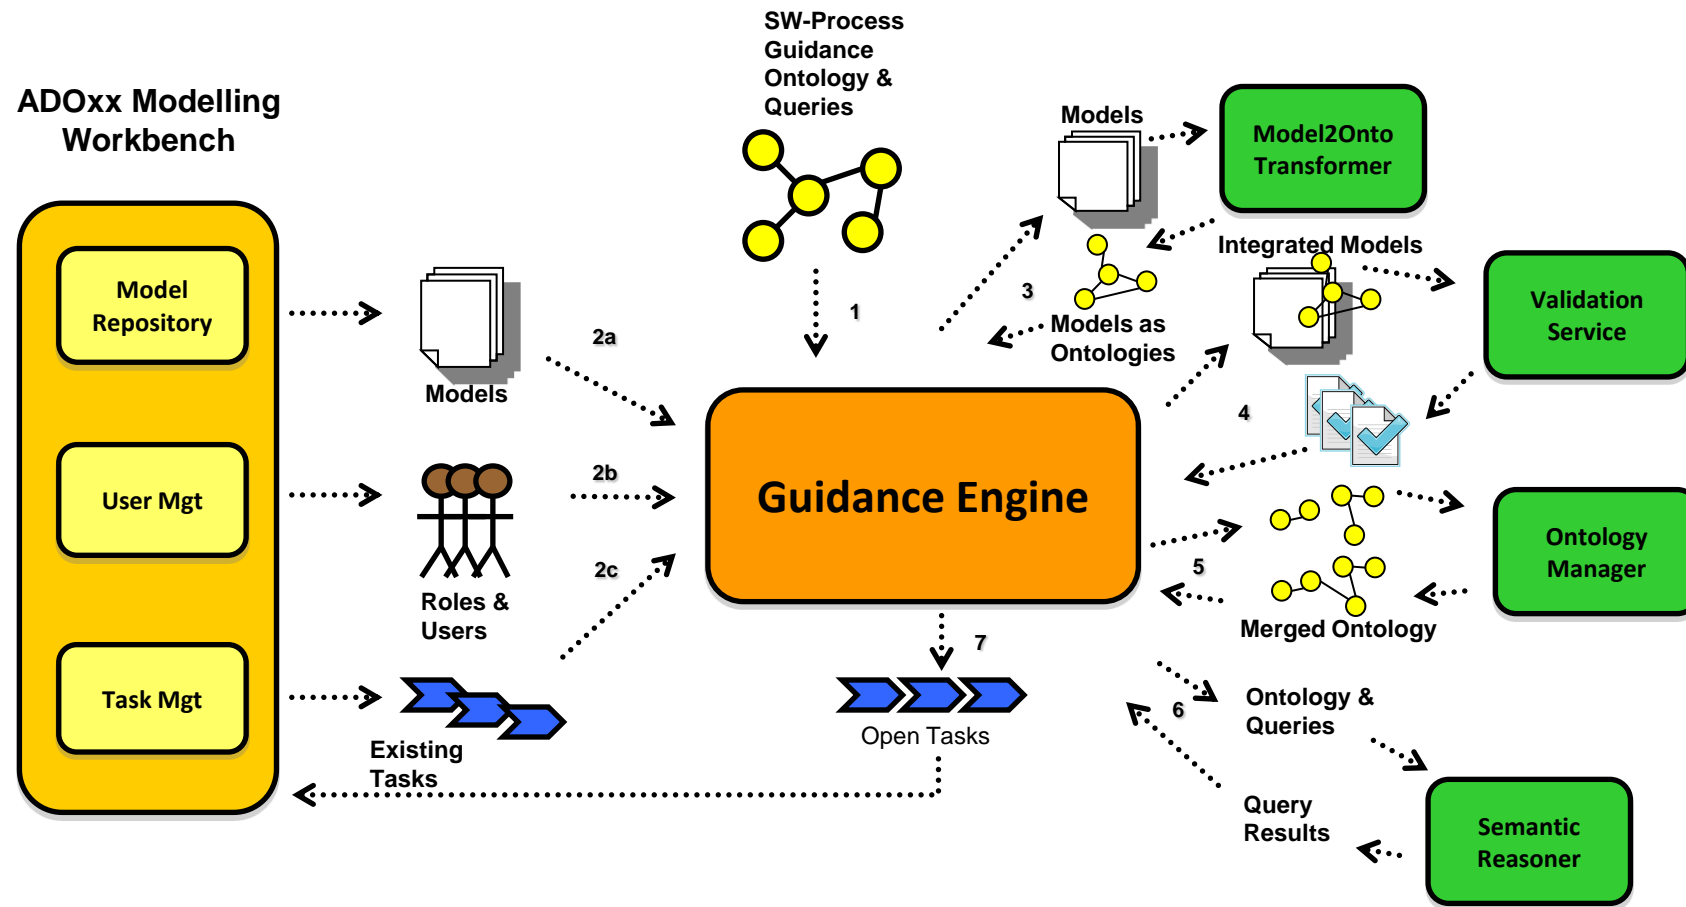 SW-Process
Guidance
Ontology &
Queries
ADOxx Modelling
Workbench
Model
Repository
User Mgt
Task Mgt
Models
2a
Roles &
Users
2b
Existing
Tasks
2c
1
Guidance Engine
7
Open Tasks
Models
Model2Onto
Transformer
3
Models as
Ontologies
Integrated Models
Validation
Service
4
5
Merged Ontology
Ontology
Manager
6
Ontology &
Queries
Query
Results
Semantic
Reasoner